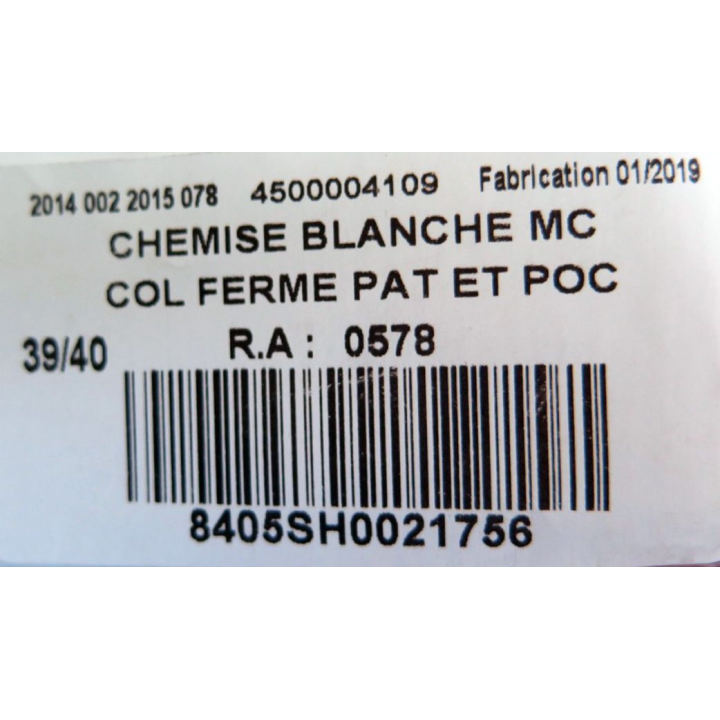 2014 002 2015 078 4500004109 Fabrication 01/2019
CHEMISE BLANCHE MC
COL FERME PAT ET POC
39/40 R.A : 0578
8405SH0021756